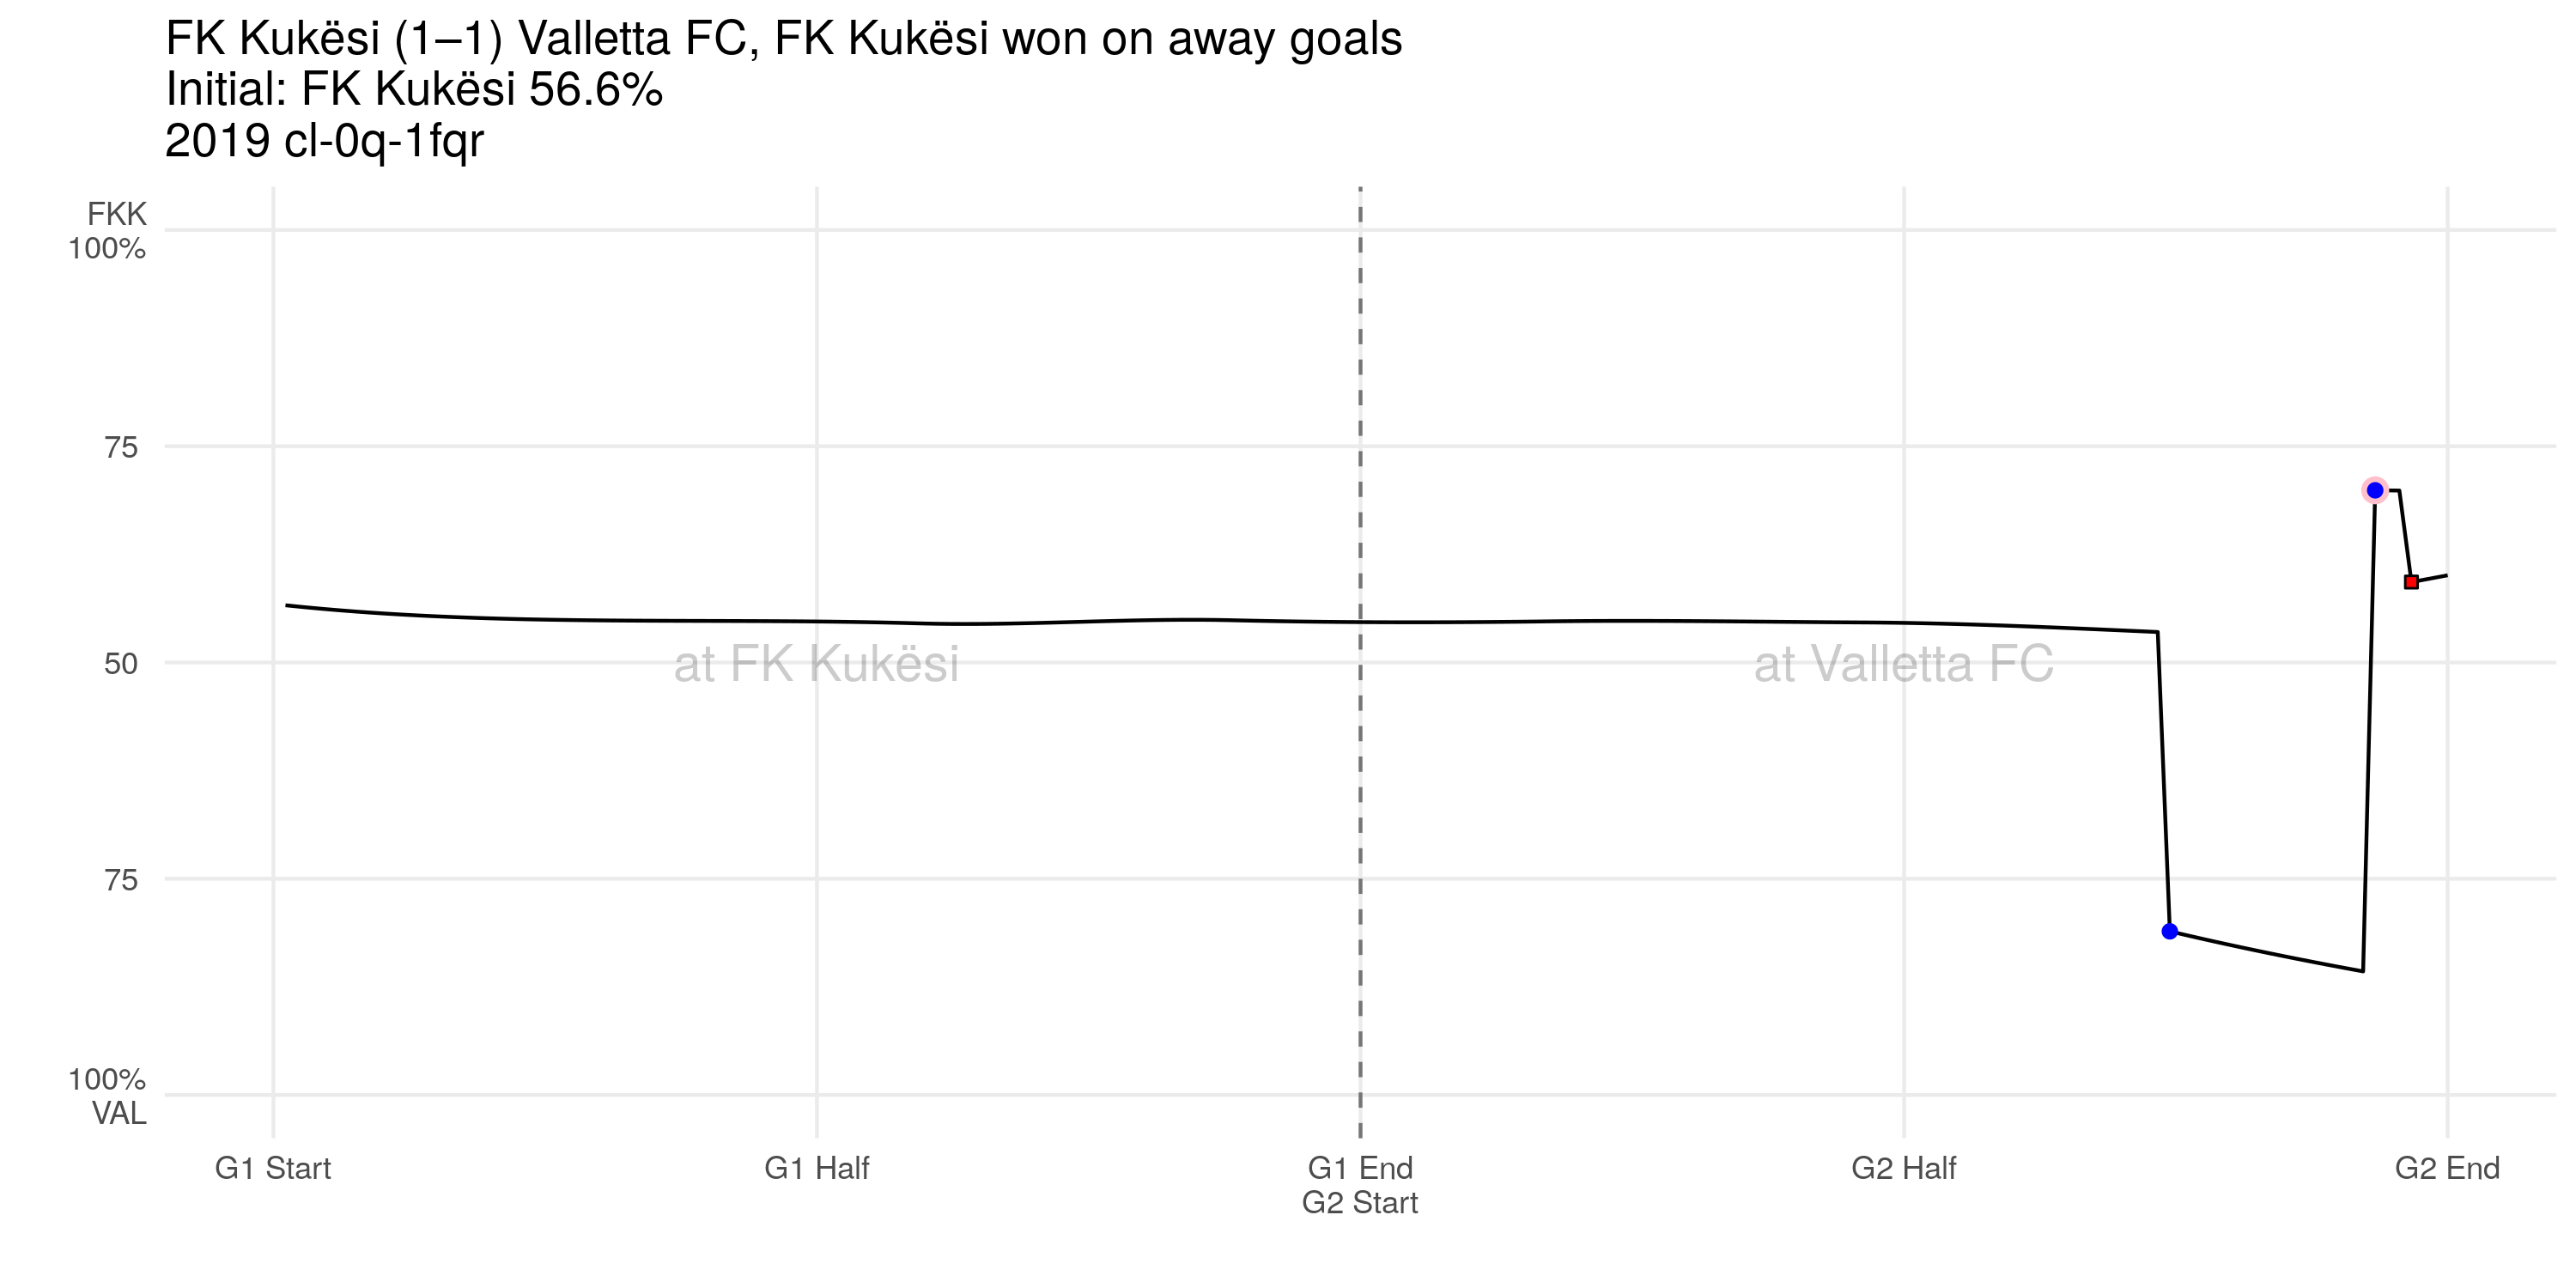 FK Kukësi (1–1) Valletta FC, FK Kukësi won on away goals
Initial: FK Kukësi 56.6%
2019 cl-0q-1fqr
FKK
100%
75
50
75
100%
VAL
at FK Kukësi
at Valletta FC
G1 Start
G1 Half
G1 End
G2 Start
G2 Half
G2 End